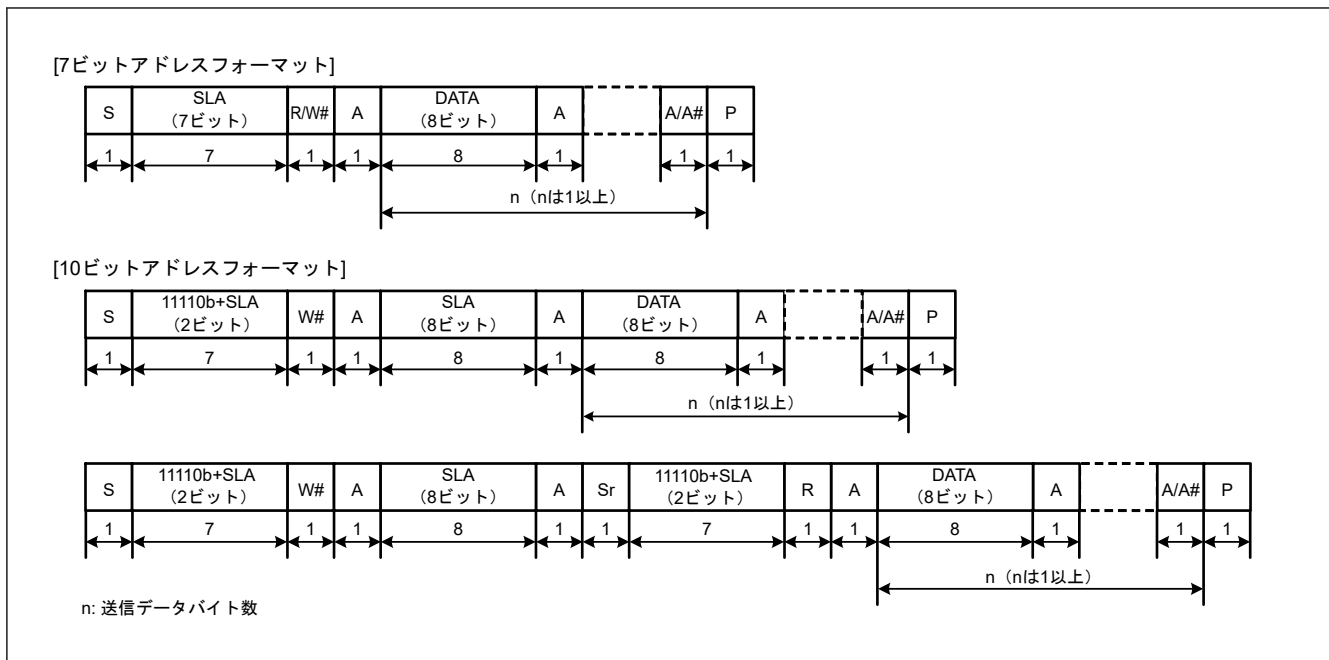 [7ビットアドレスフォーマット]
S SLA R/W# A DATA A A/A# P
(7ビット) (8ビット)
1 7 1 1 8 1 1 1
n(nは1以上)
[10ビットアドレスフォーマット]
S 11110b+SLA W# A SLA A DATA A A/A# P
(2ビット) (8ビット) (8ビット)
1 7 1 1 8 1 8 1 1 1
n(nは1以上)
S 11110b+SLA W# A SLA A Sr 11110b+SLA R A DATA A A/A# P
(2ビット) (8ビット) (2ビット) (8ビット)
1 7 1 1 8 1 1 7 1 1 8 1 1 1
n(nは1以上)
n: 送信データバイト数